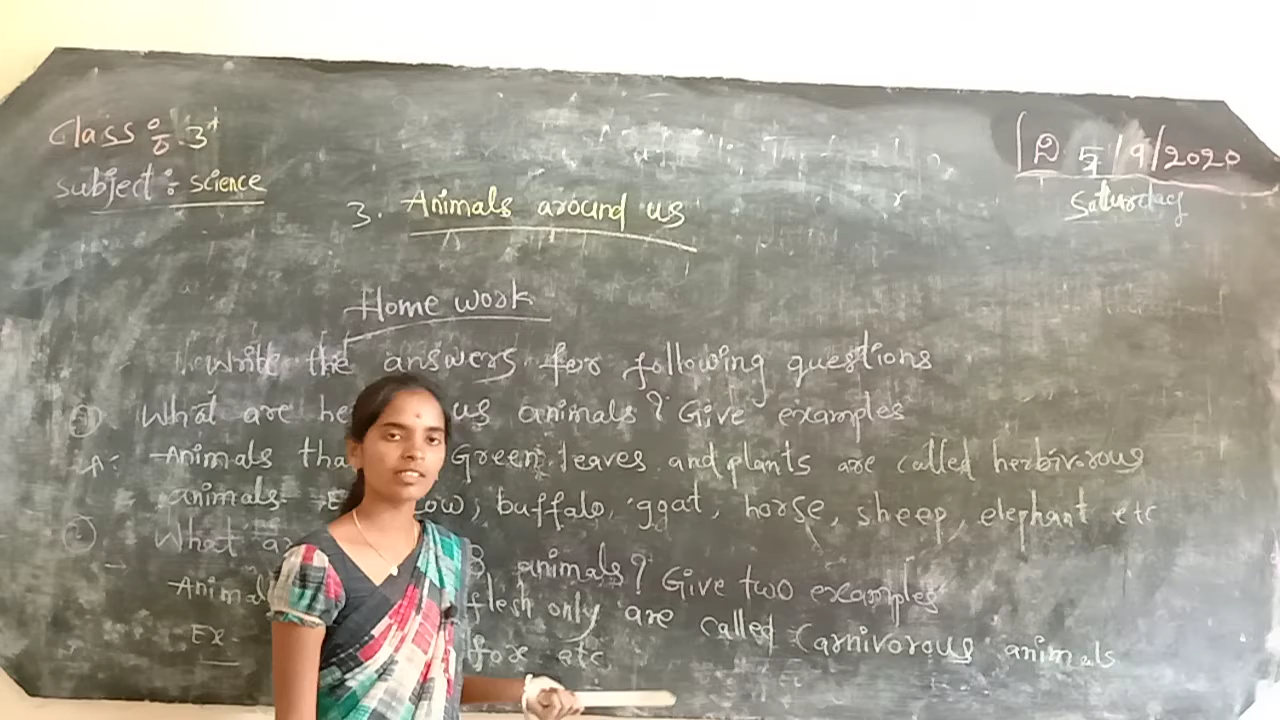 Class ÷ 3rd
Subject :- science
ದಿ. 5/9/2020
Saturday
3. Animals around us
Home work
Write the answers for following questions
① What are he us animals? Give examples
A: Animals tha Green leaves and plants are called herbivorous
animals. ow, buffalo, goat, horse, sheep, elephant etc
② What animals? Give two examples
Animal flesh only are called Carnivorous animals
Ex fox etc